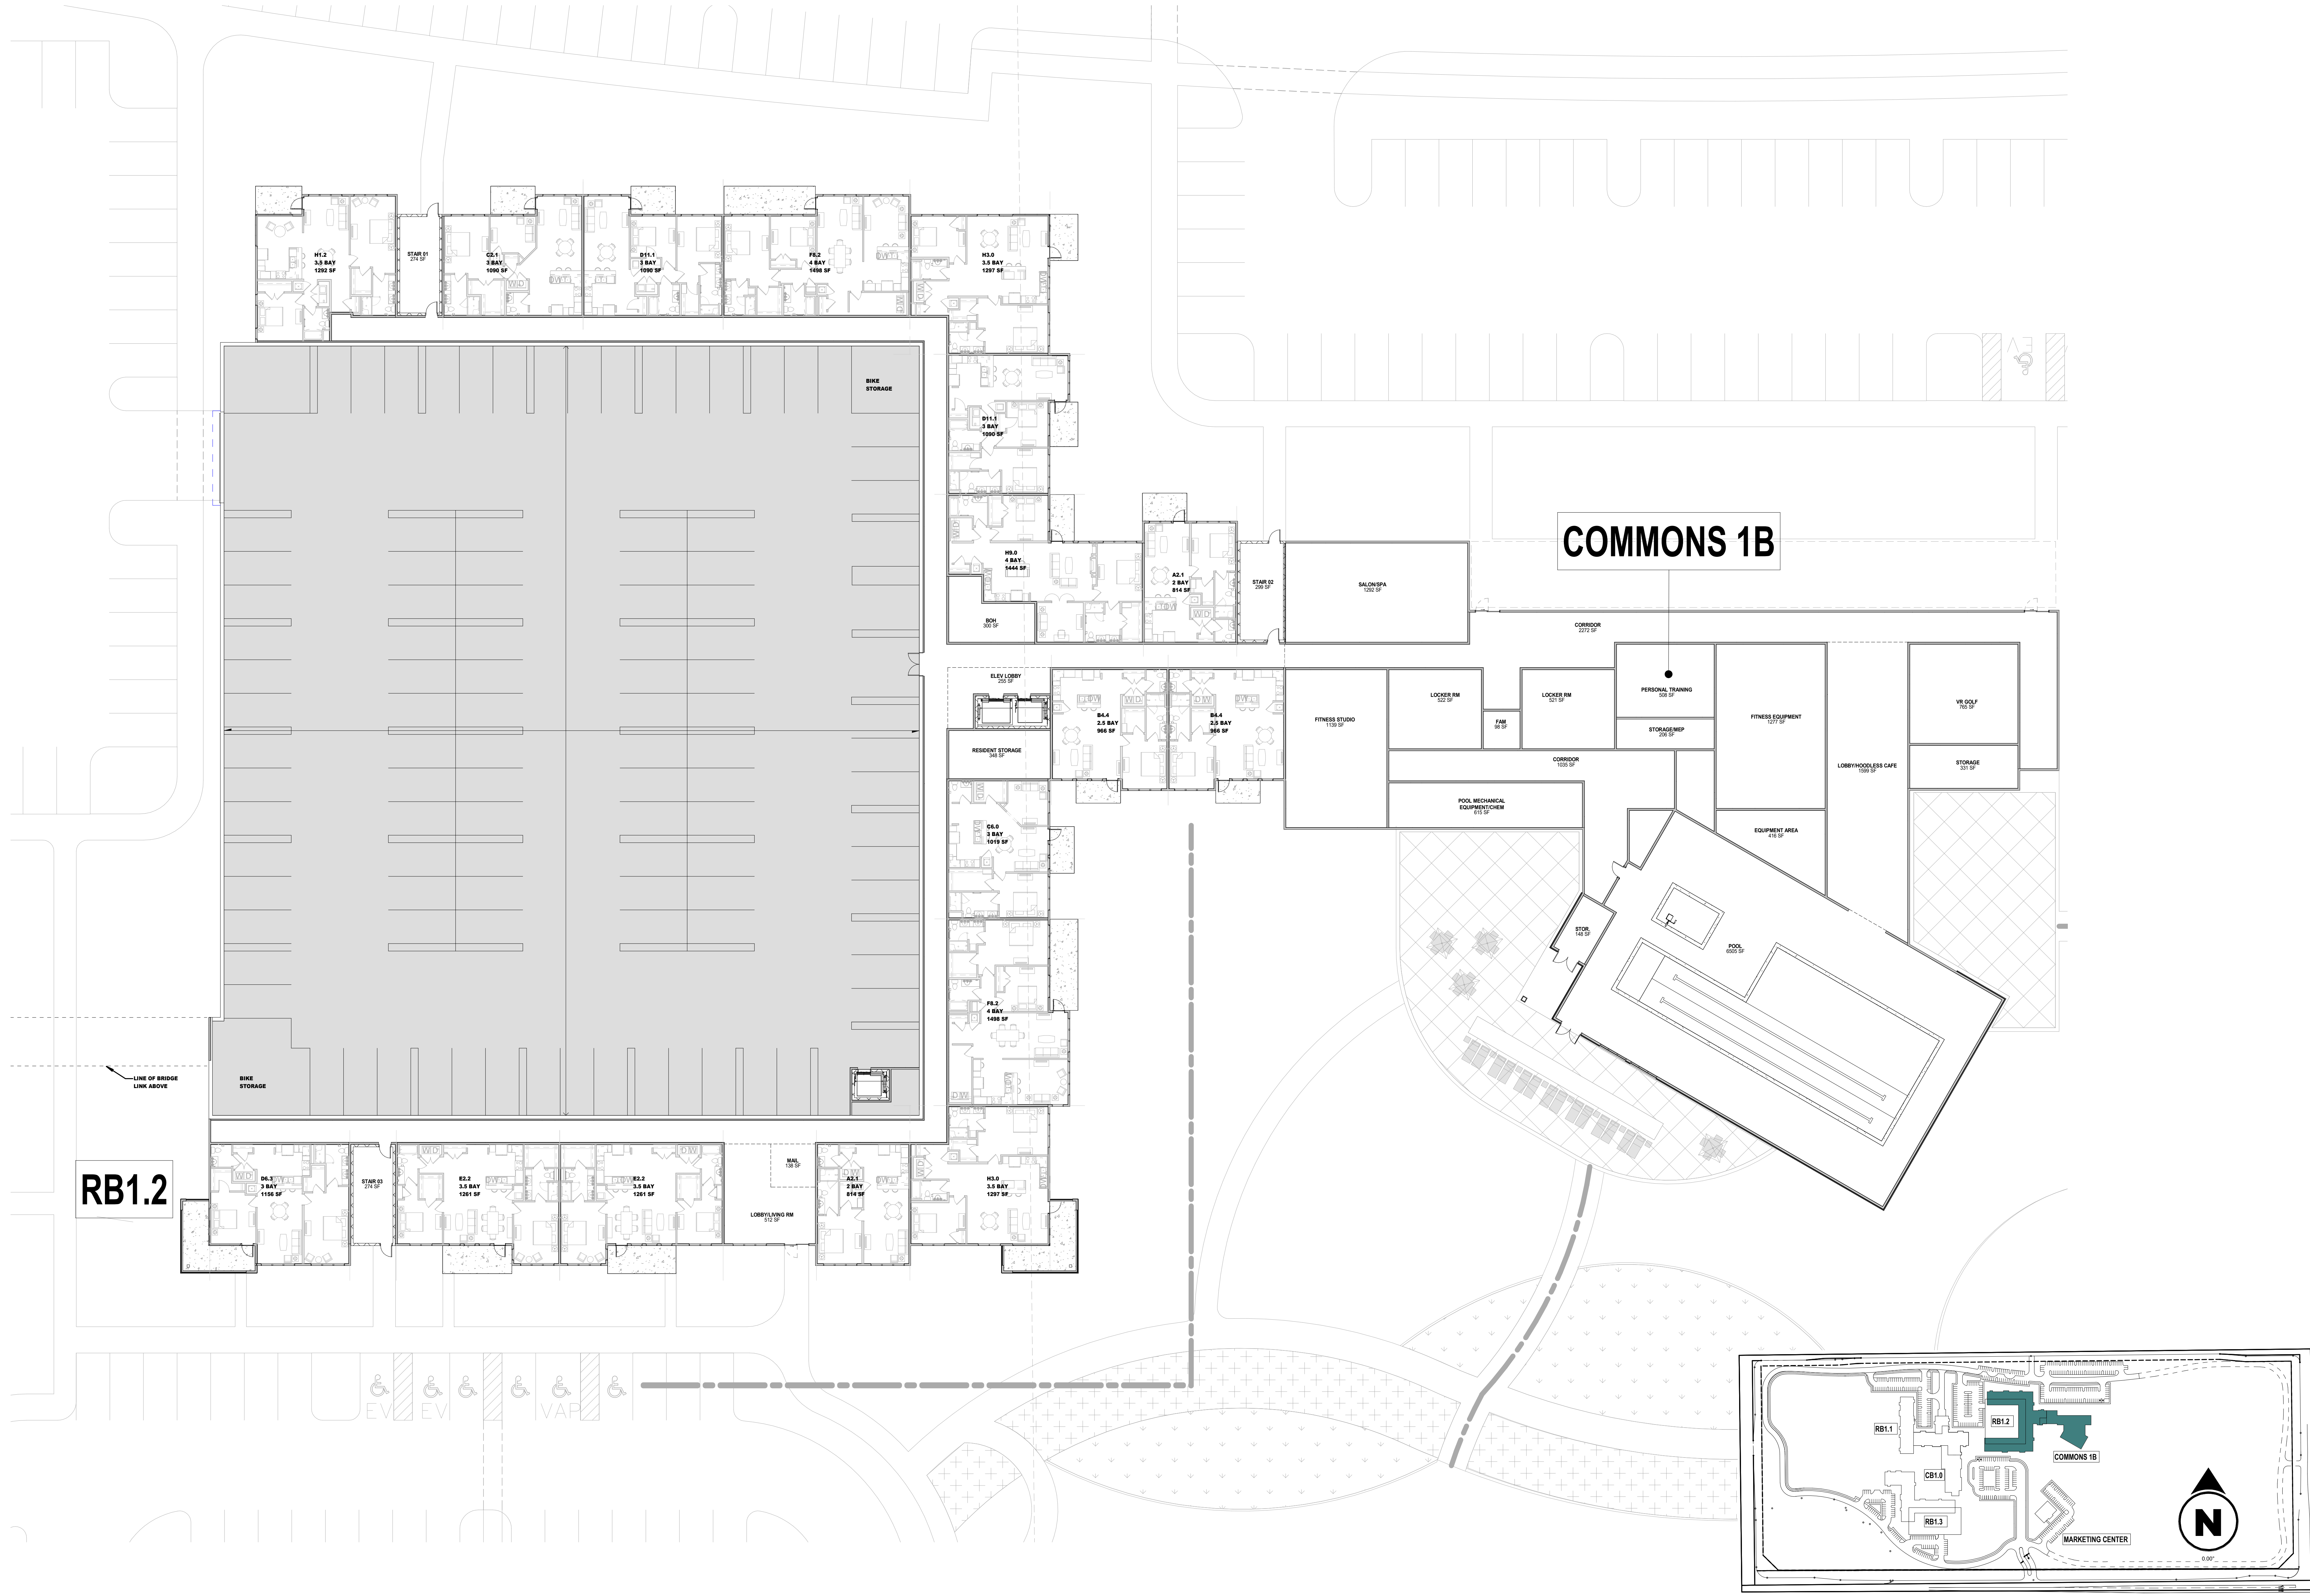 H1.2
3.5 BAY
1292 SF
STAIR 01
274 SF
C2.1
3 BAY
1090 SF
D11.1
3 BAY
1090 SF
F8.2
4 BAY
1498 SF
H3.0
3.5 BAY
1297 SF
BIKE
STORAGE
D11.1
3 BAY
1090 SF
COMMONS 1B
H9.0
4 BAY
1444 SF
A2.1
2 BAY
814 SF
STAIR 02
299 SF
SALON/SPA
1292 SF
BOH
300 SF
CORRIDOR
2272 SF
ELEV LOBBY
255 SF
B4.4
2.5 BAY
966 SF
B4.4
2.5 BAY
966 SF
FITNESS STUDIO
1139 SF
LOCKER RM
522 SF
FAM
98 SF
LOCKER RM
521 SF
PERSONAL TRAINING
508 SF
STORAGE/MEP
206 SF
FITNESS EQUIPMENT
1277 SF
VR GOLF
765 SF
RESIDENT STORAGE
348 SF
CORRIDOR
1035 SF
LOBBY/HOODLESS CAFE
1599 SF
STORAGE
331 SF
POOL MECHANICAL
EQUIPMENT/CHEM
615 SF
EQUIPMENT AREA
416 SF
C6.0
3 BAY
1019 SF
STOR.
148 SF
POOL
6505 SF
F8.2
4 BAY
1498 SF
LINE OF BRIDGE
LINK ABOVE
BIKE
STORAGE
RB1.2
D6.3
3 BAY
1156 SF
STAIR 03
274 SF
E2.2
3.5 BAY
1261 SF
E2.2
3.5 BAY
1261 SF
MAIL
138 SF
LOBBY/LIVING RM
512 SF
A2.1
2 BAY
814 SF
H3.0
3.5 BAY
1297 SF
EV
EV
VAP
RB1.1
RB1.2
COMMONS 1B
CB1.0
RB1.3
MARKETING CENTER
N
0.00°